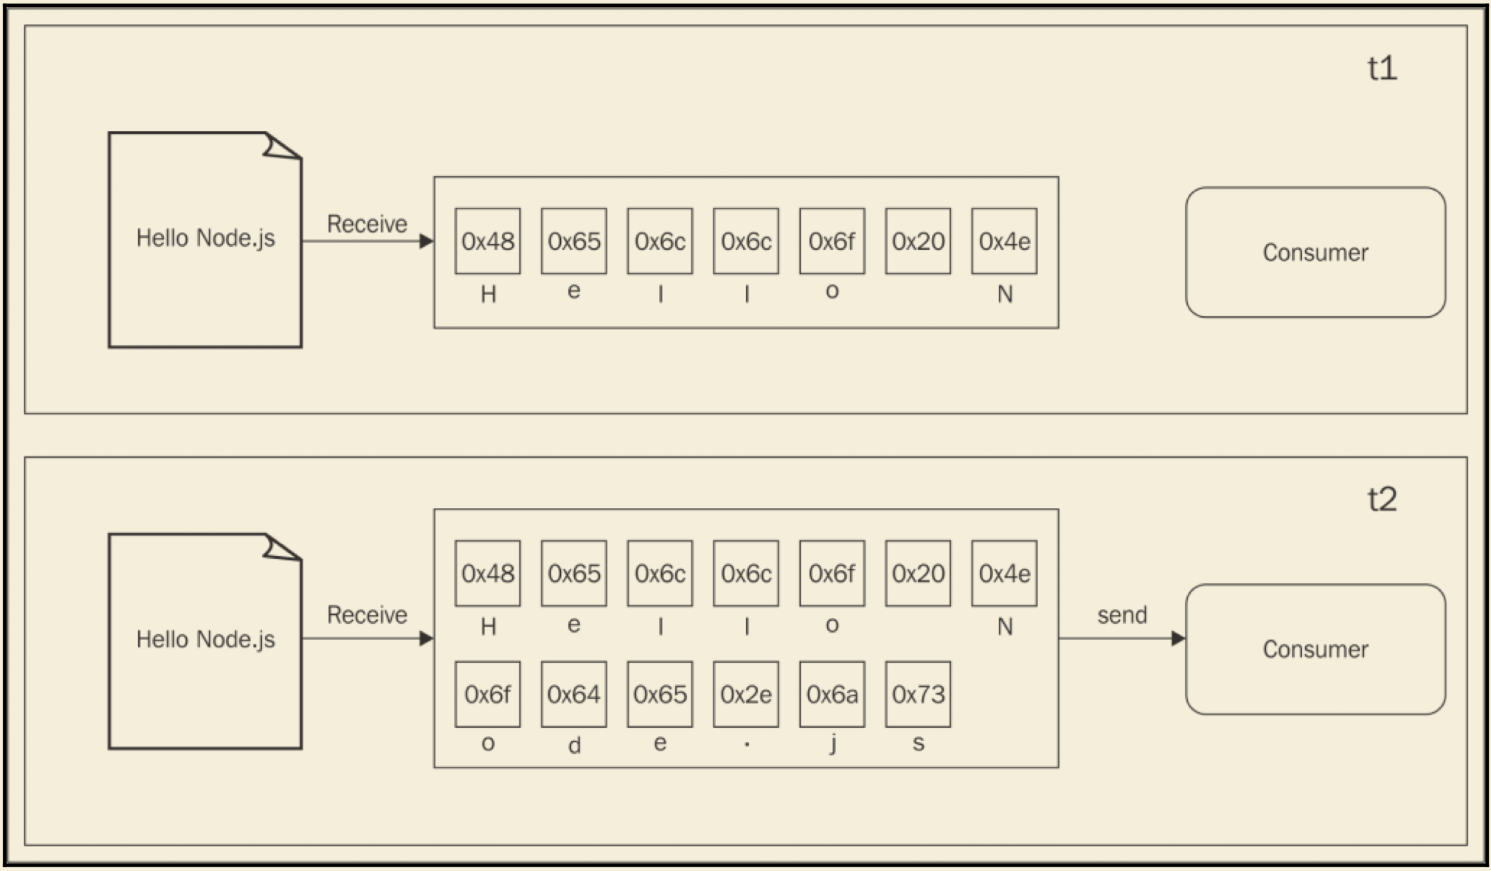 t1
Hello Node.js
Receive
0x48 0x65 0x6c 0x6c 0x6f 0x20 0x4e
H e l l o N
Consumer
t2
Hello Node.js
Receive
0x48 0x65 0x6c 0x6c 0x6f 0x20 0x4e
H e l l o N
0x6f 0x64 0x65 0x2e 0x6a 0x73
o d e . j s
send
Consumer